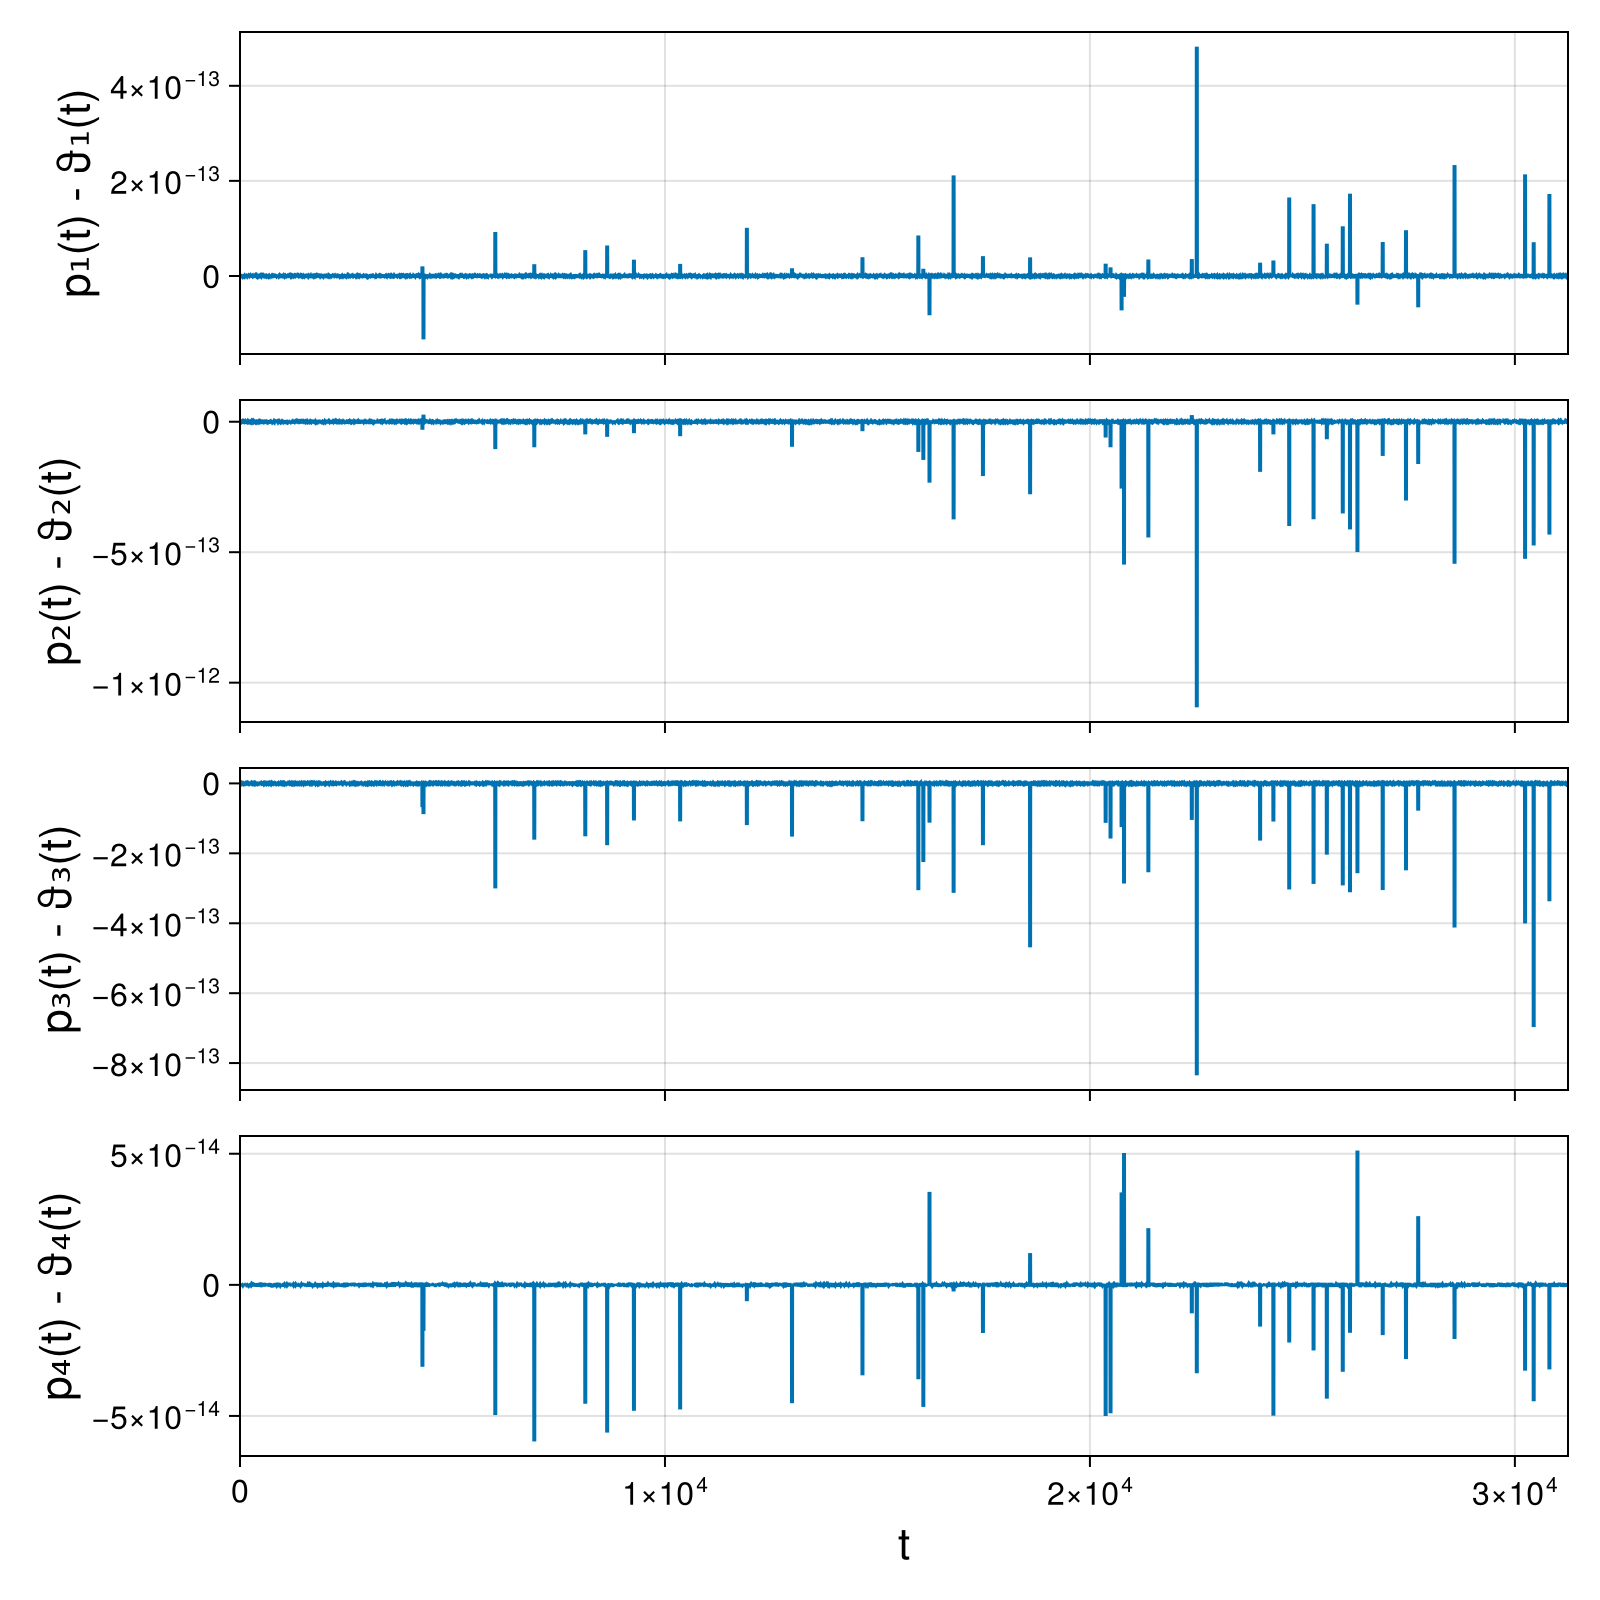 p₁(t) - ϑ₁(t)
4×10⁻¹³
2×10⁻¹³
0
p₂(t) - ϑ₂(t)
0
−5×10⁻¹³
−1×10⁻¹²
p₃(t) - ϑ₃(t)
0
−2×10⁻¹³
−4×10⁻¹³
−6×10⁻¹³
−8×10⁻¹³
p₄(t) - ϑ₄(t)
5×10⁻¹⁴
0
−5×10⁻¹⁴
0 1×10⁴ 2×10⁴ 3×10⁴
t